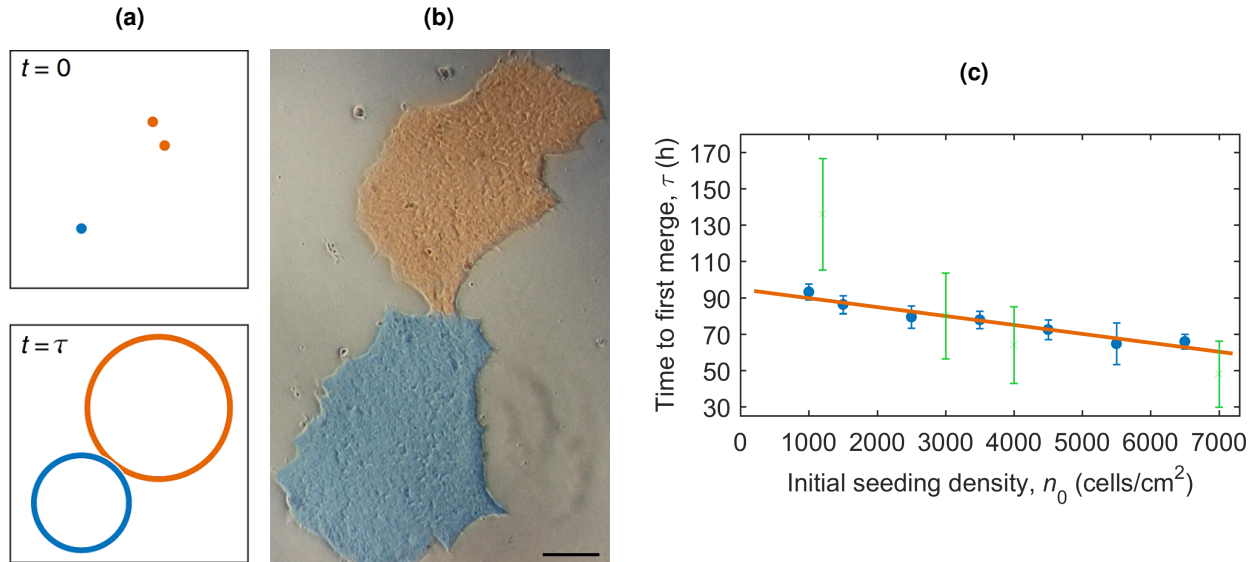 (a)
(b)
(c)
t = 0
t = τ
Time to first merge, τ (h)
170
150
130
110
90
70
50
30
0 1000 2000 3000 4000 5000 6000 7000
Initial seeding density, n₀ (cells/cm²)